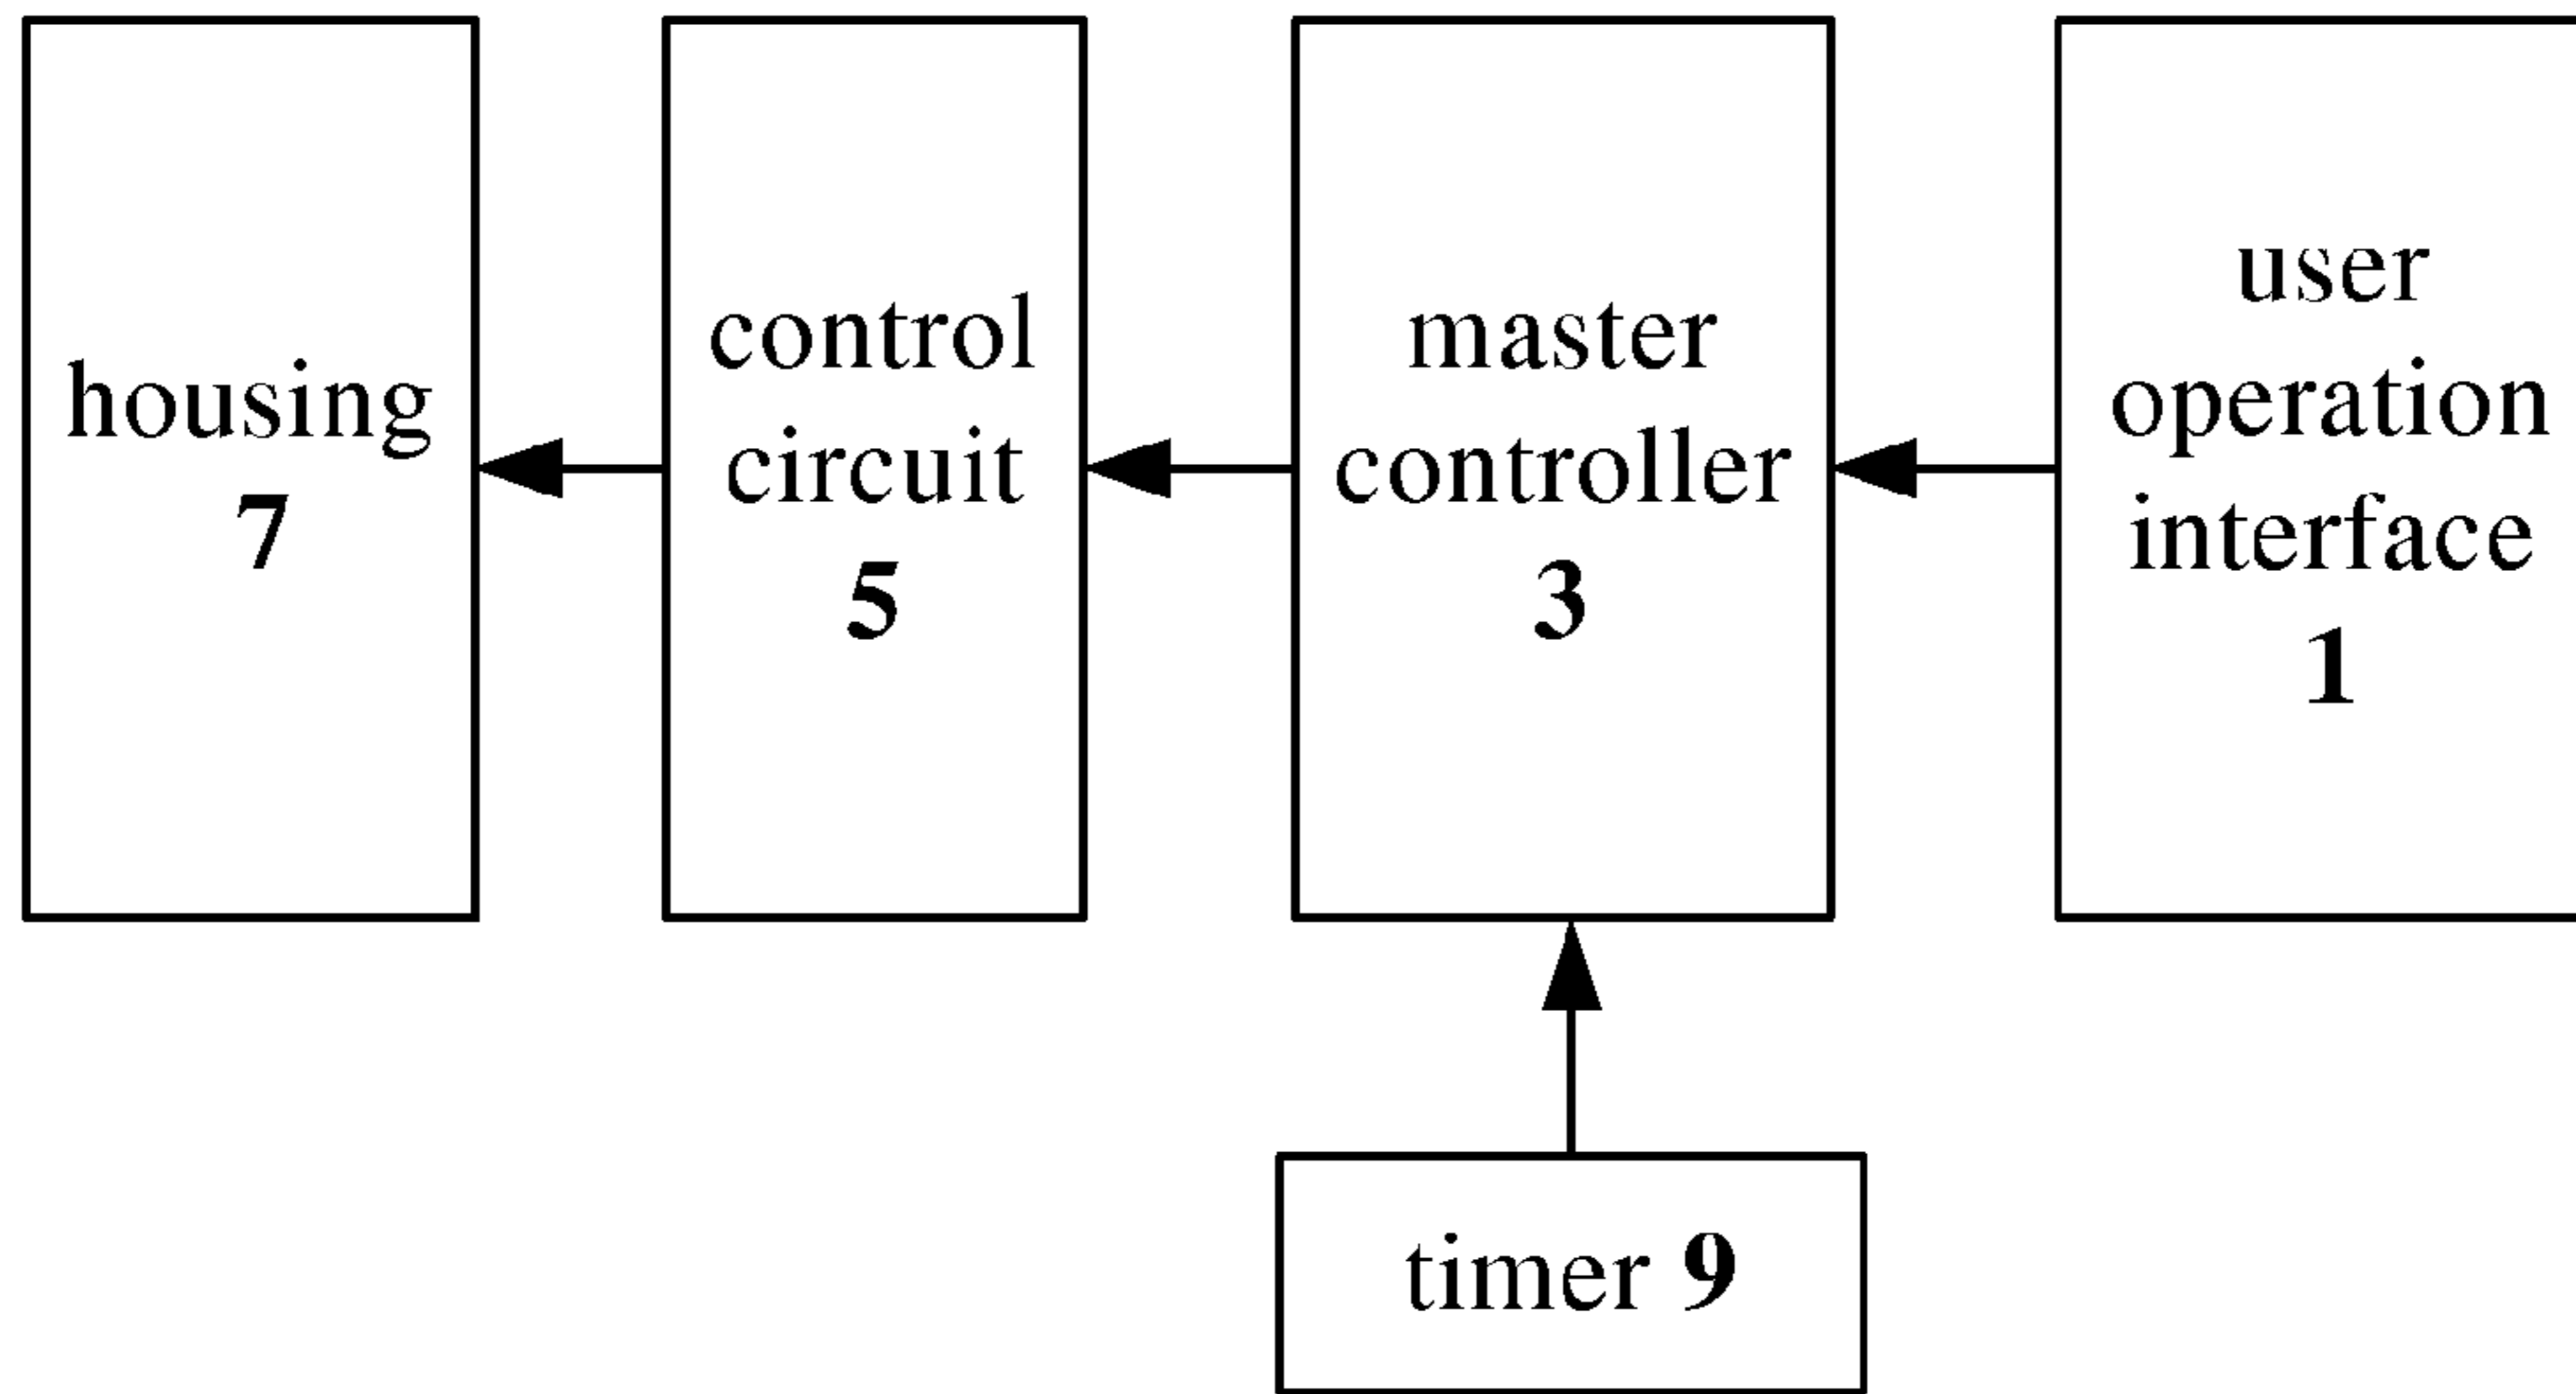 housing
7
control
circuit
5
master
controller
3
user
operation
interface
1
timer 9